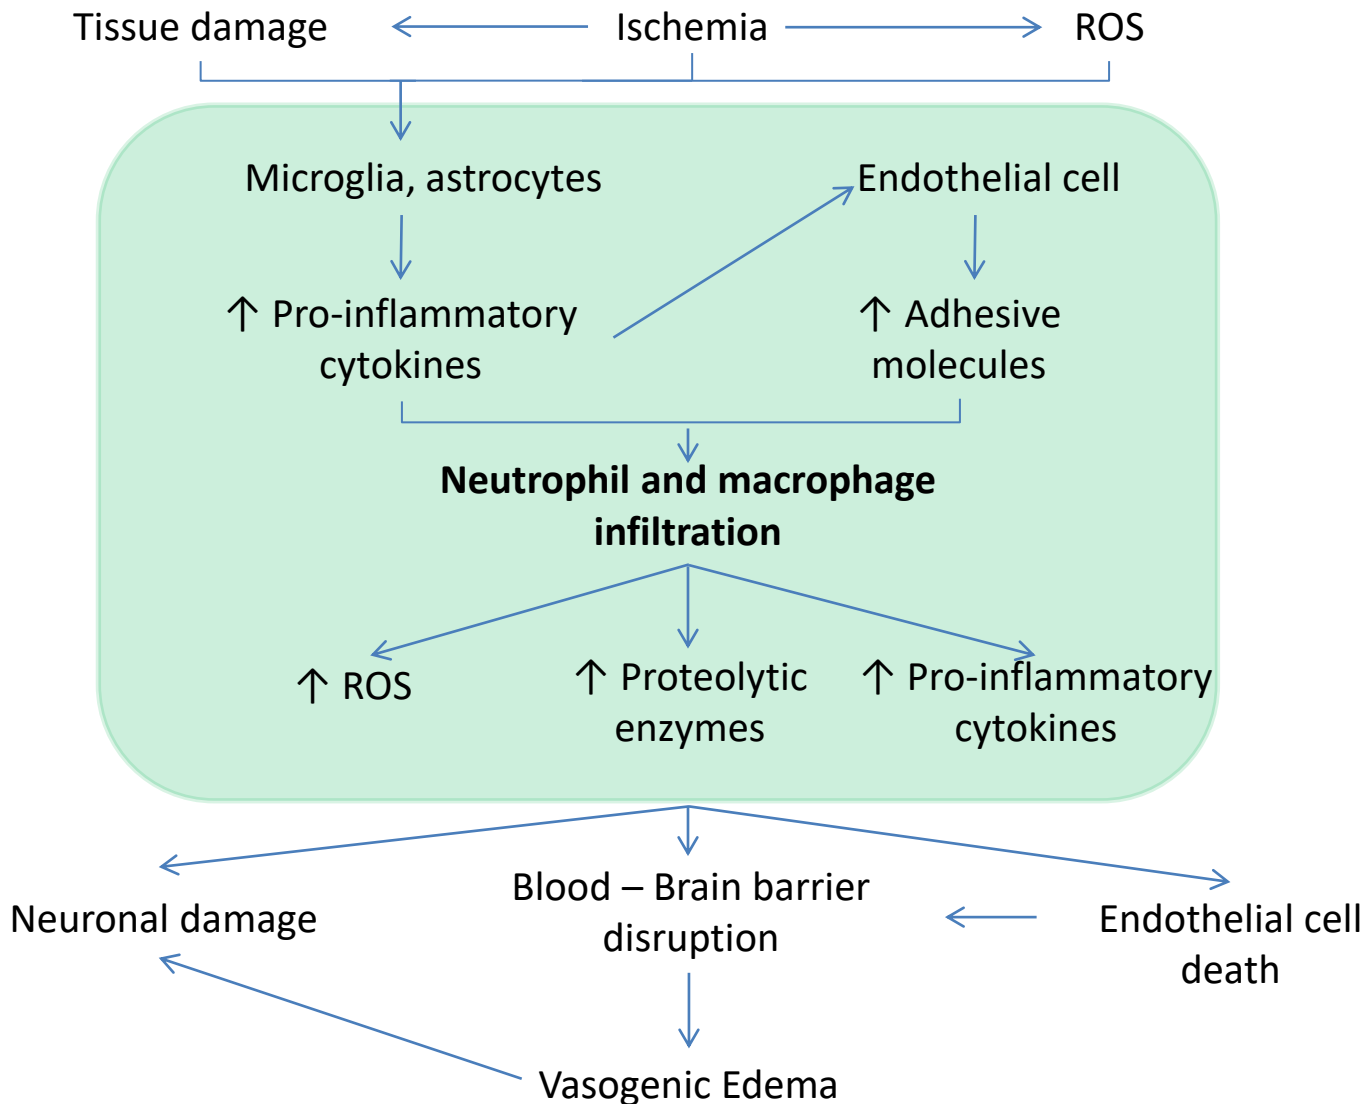 Tissue damage
Ischemia
ROS
Microglia, astrocytes
Endothelial cell
↑ Pro-inflammatory
cytokines
↑ Adhesive
molecules
Neutrophil and macrophage
infiltration
↑ ROS
↑ Proteolytic
enzymes
↑ Pro-inflammatory
cytokines
Neuronal damage
Blood – Brain barrier
disruption
Endothelial cell
death
Vasogenic Edema